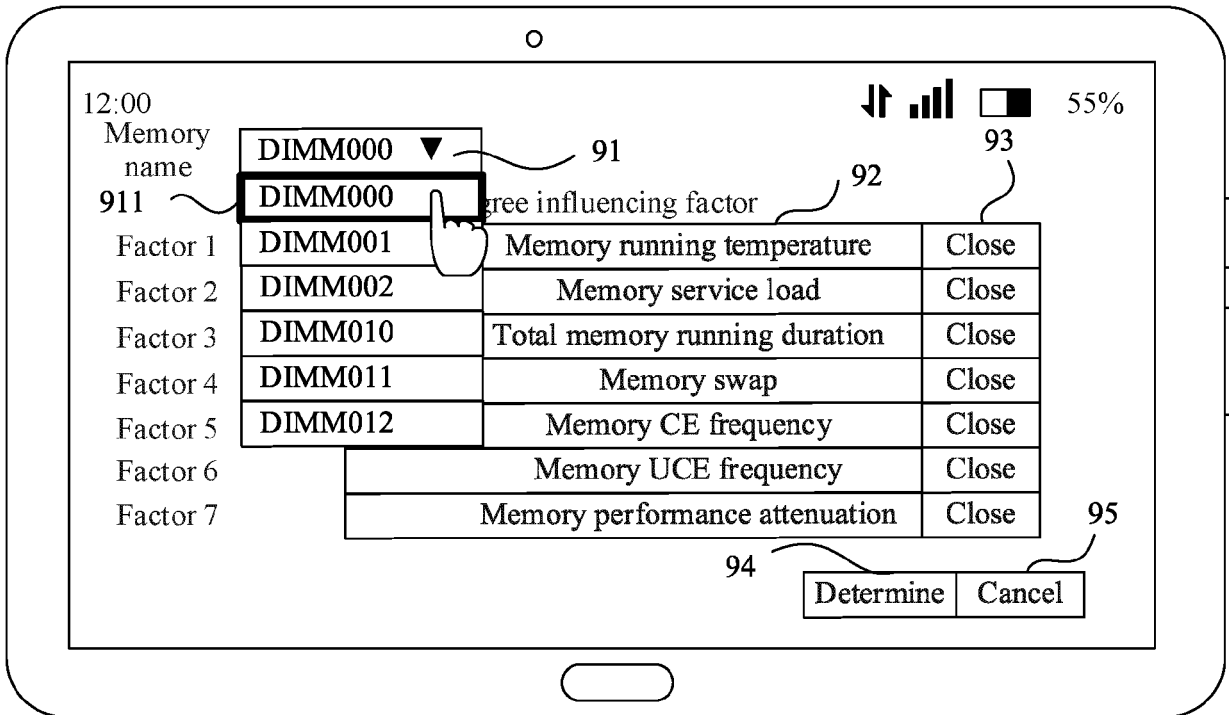 12:00 55%
Memory name
DIMM000 ▼ 91 93
911 DIMM000 gree influencing factor 92
Factor 1 DIMM001 Memory running temperature Close
Factor 2 DIMM002 Memory service load Close
Factor 3 DIMM010 Total memory running duration Close
Factor 4 DIMM011 Memory swap Close
Factor 5 DIMM012 Memory CE frequency Close
Factor 6 Memory UCE frequency Close
Factor 7 Memory performance attenuation Close
94 95
Determine Cancel